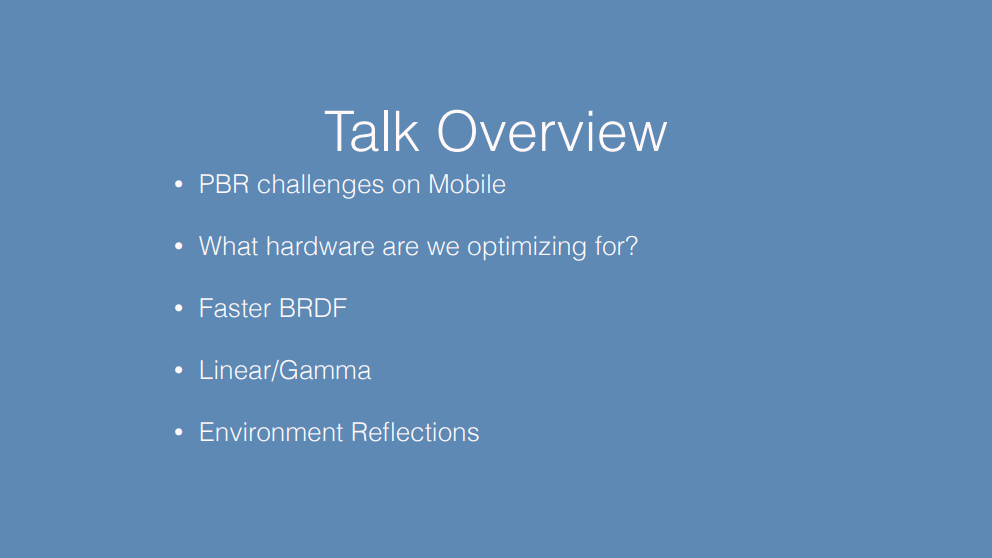 Talk Overview
• PBR challenges on Mobile
• What hardware are we optimizing for?
• Faster BRDF
• Linear/Gamma
• Environment Reflections